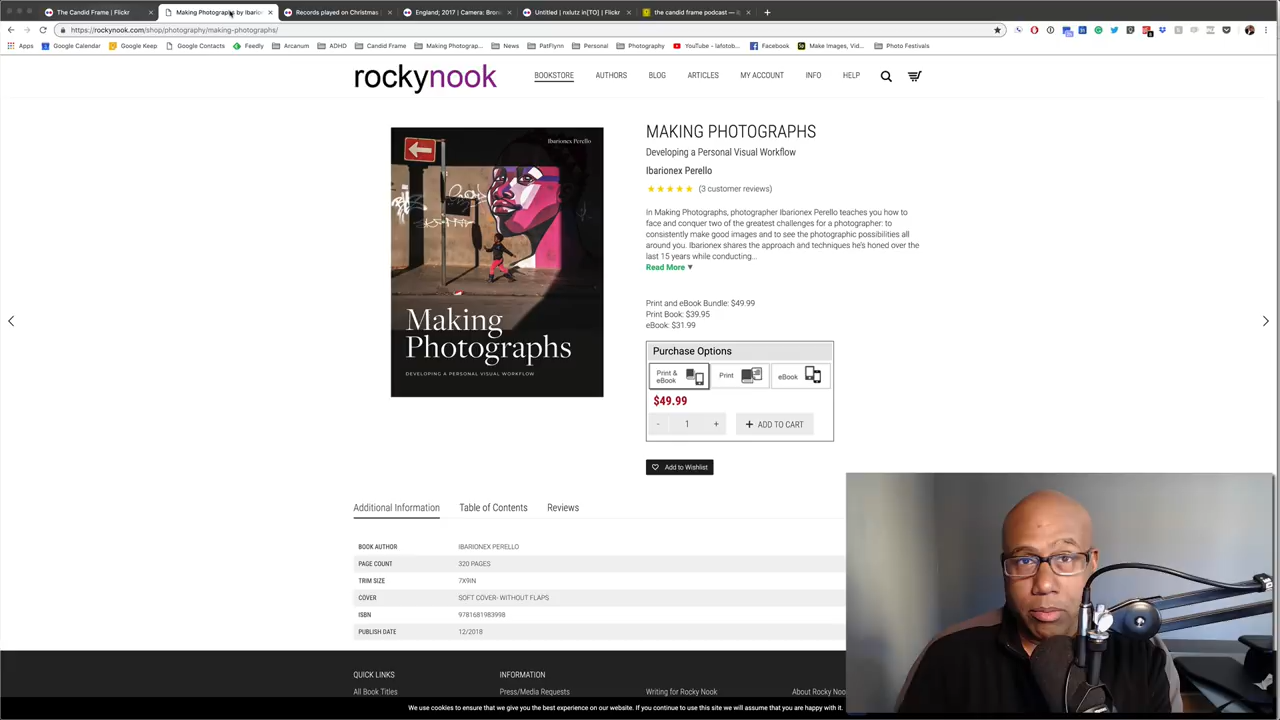 The Candid Frame | Flickr
Making Photographs by Ibarion
Records played on Christmas
England; 2017 | Camera: Bron
Untitled | nxlutz in[TO] | Flickr
the candid frame podcast —
https://rockynook.com/shop/photography/making-photographs/
Apps Google Calendar Google Keep Google Contacts Feedly Arcanum ADHD Candid Frame Making Photograp... News PatFlynn Personal Photography YouTube - Facebook Make Images, Vid... Photo Festivals
rockynook
BOOKSTORE AUTHORS BLOG ARTICLES MY ACCOUNT INFO HELP
Ibarionex Perello
Making
Photographs
DEVELOPING A PERSONAL VISUAL WORKFLOW
MAKING PHOTOGRAPHS
Developing a Personal Visual Workflow
Ibarionex Perello
(3 customer reviews)
In Making Photographs, photographer Ibarionex Perello teaches you how to
face and conquer two of the greatest challenges for a photographer: to
consistently make good images and to see the photographic possibilities all
around you. Ibarionex shares the approach and techniques he's honed over the
last 15 years while conducting...
Read More
Print and eBook Bundle: $49.99
Print Book: $39.95
eBook: $31.99
Purchase Options
Print &
eBook
Print
eBook
$49.99
- 1 +
+ ADD TO CART
Add to Wishlist
Additional Information Table of Contents Reviews
BOOK AUTHOR IBARIONEX PERELLO
PAGE COUNT 320 PAGES
TRIM SIZE 7X9IN
COVER SOFT COVER- WITHOUT FLAPS
ISBN 9781681983998
PUBLISH DATE 12/2018
QUICK LINKS INFORMATION
All Book Titles Press/Media Requests Writing for Rocky Nook About Rocky Noo
We use cookies to ensure that we give you the best experience on our website. If you continue to use this site we will assume that you are happy with it.